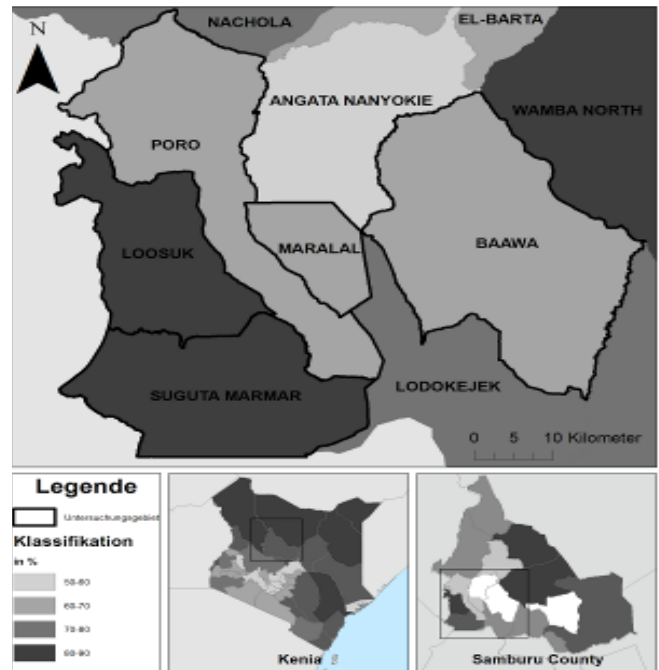 N
NACHOLA
EL-BARTA
ANGATA NANYOKIE
WAMBA NORTH
PORO
LOOSUK
MARALAL
BAAWA
SUGUTA MARMAR
LODOKEJEK
0 5 10 Kilometer
Legende
Untersuchungsgebiet
Klassifikation
in %
50-60
60-70
70-80
80-90
Kenia
Samburu County